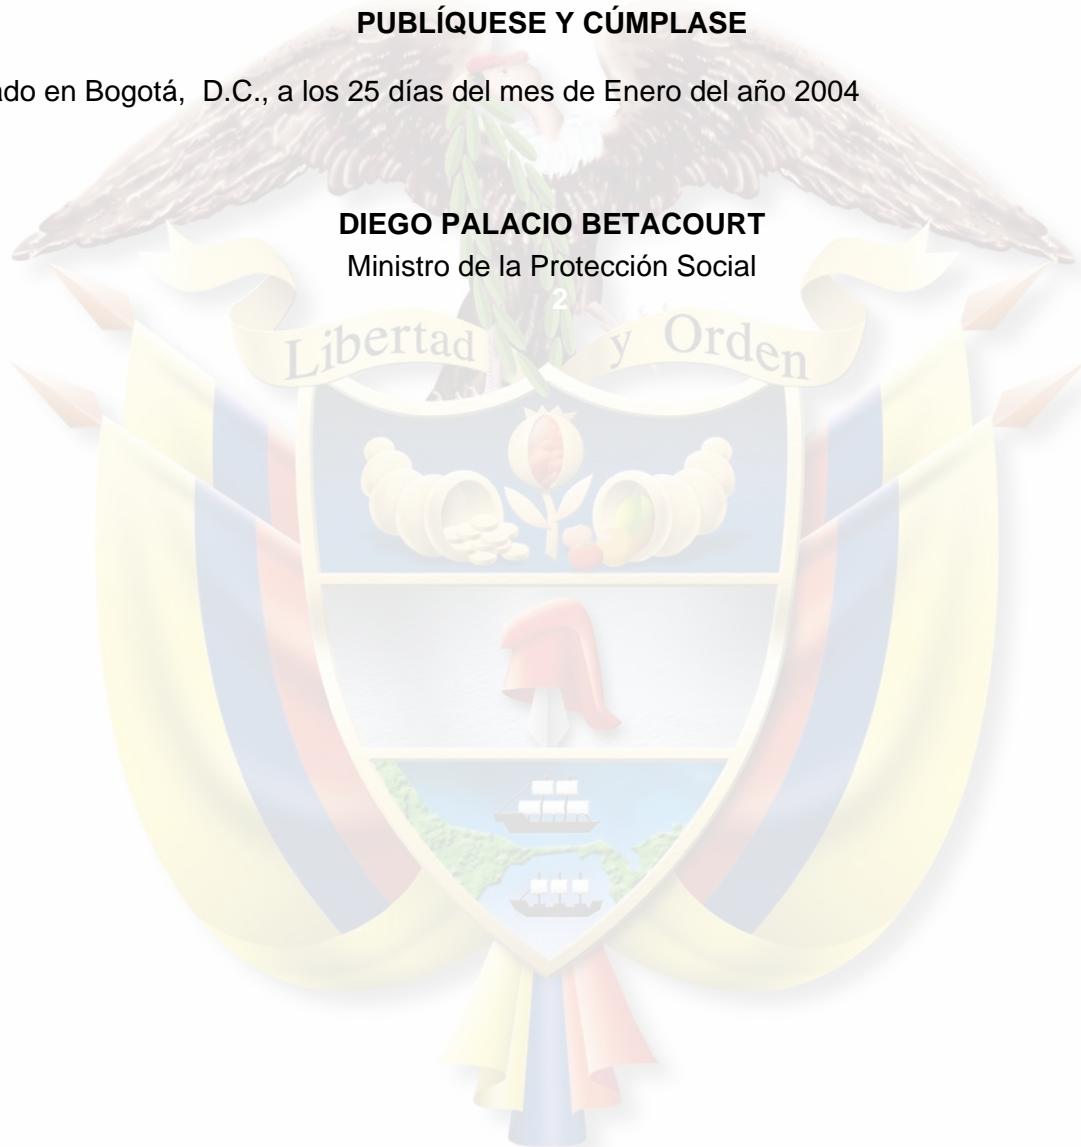 PUBLÍQUESE Y CÚMPLASE
ado en Bogotá, D.C., a los 25 días del mes de Enero del año 2004
DIEGO PALACIO BETACOURT
Ministro de la Protección Social
2
Libertad y Orden